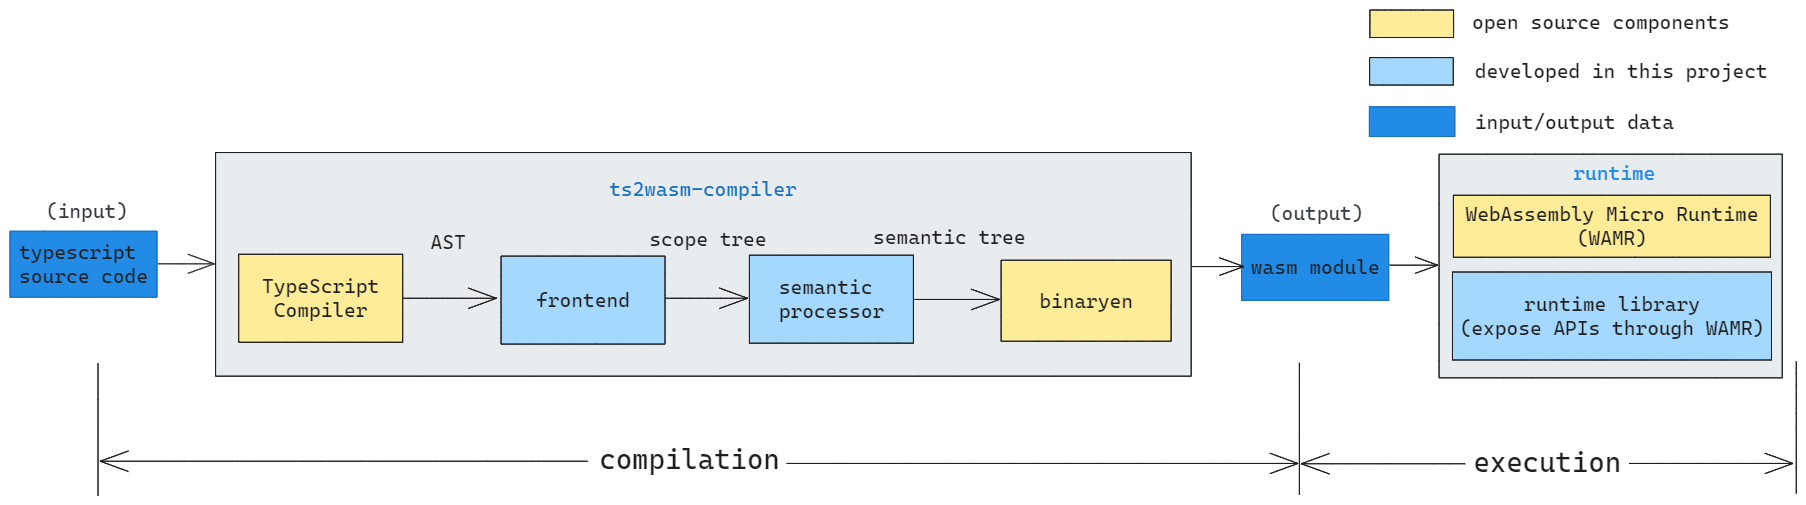 open source components
developed in this project
input/output data
(input)
typescript
source code
ts2wasm-compiler
AST
scope tree
semantic tree
TypeScript
Compiler
frontend
semantic
processor
binaryen
(output)
wasm module
runtime
WebAssembly Micro Runtime
(WAMR)
runtime library
(expose APIs through WAMR)
compilation
execution